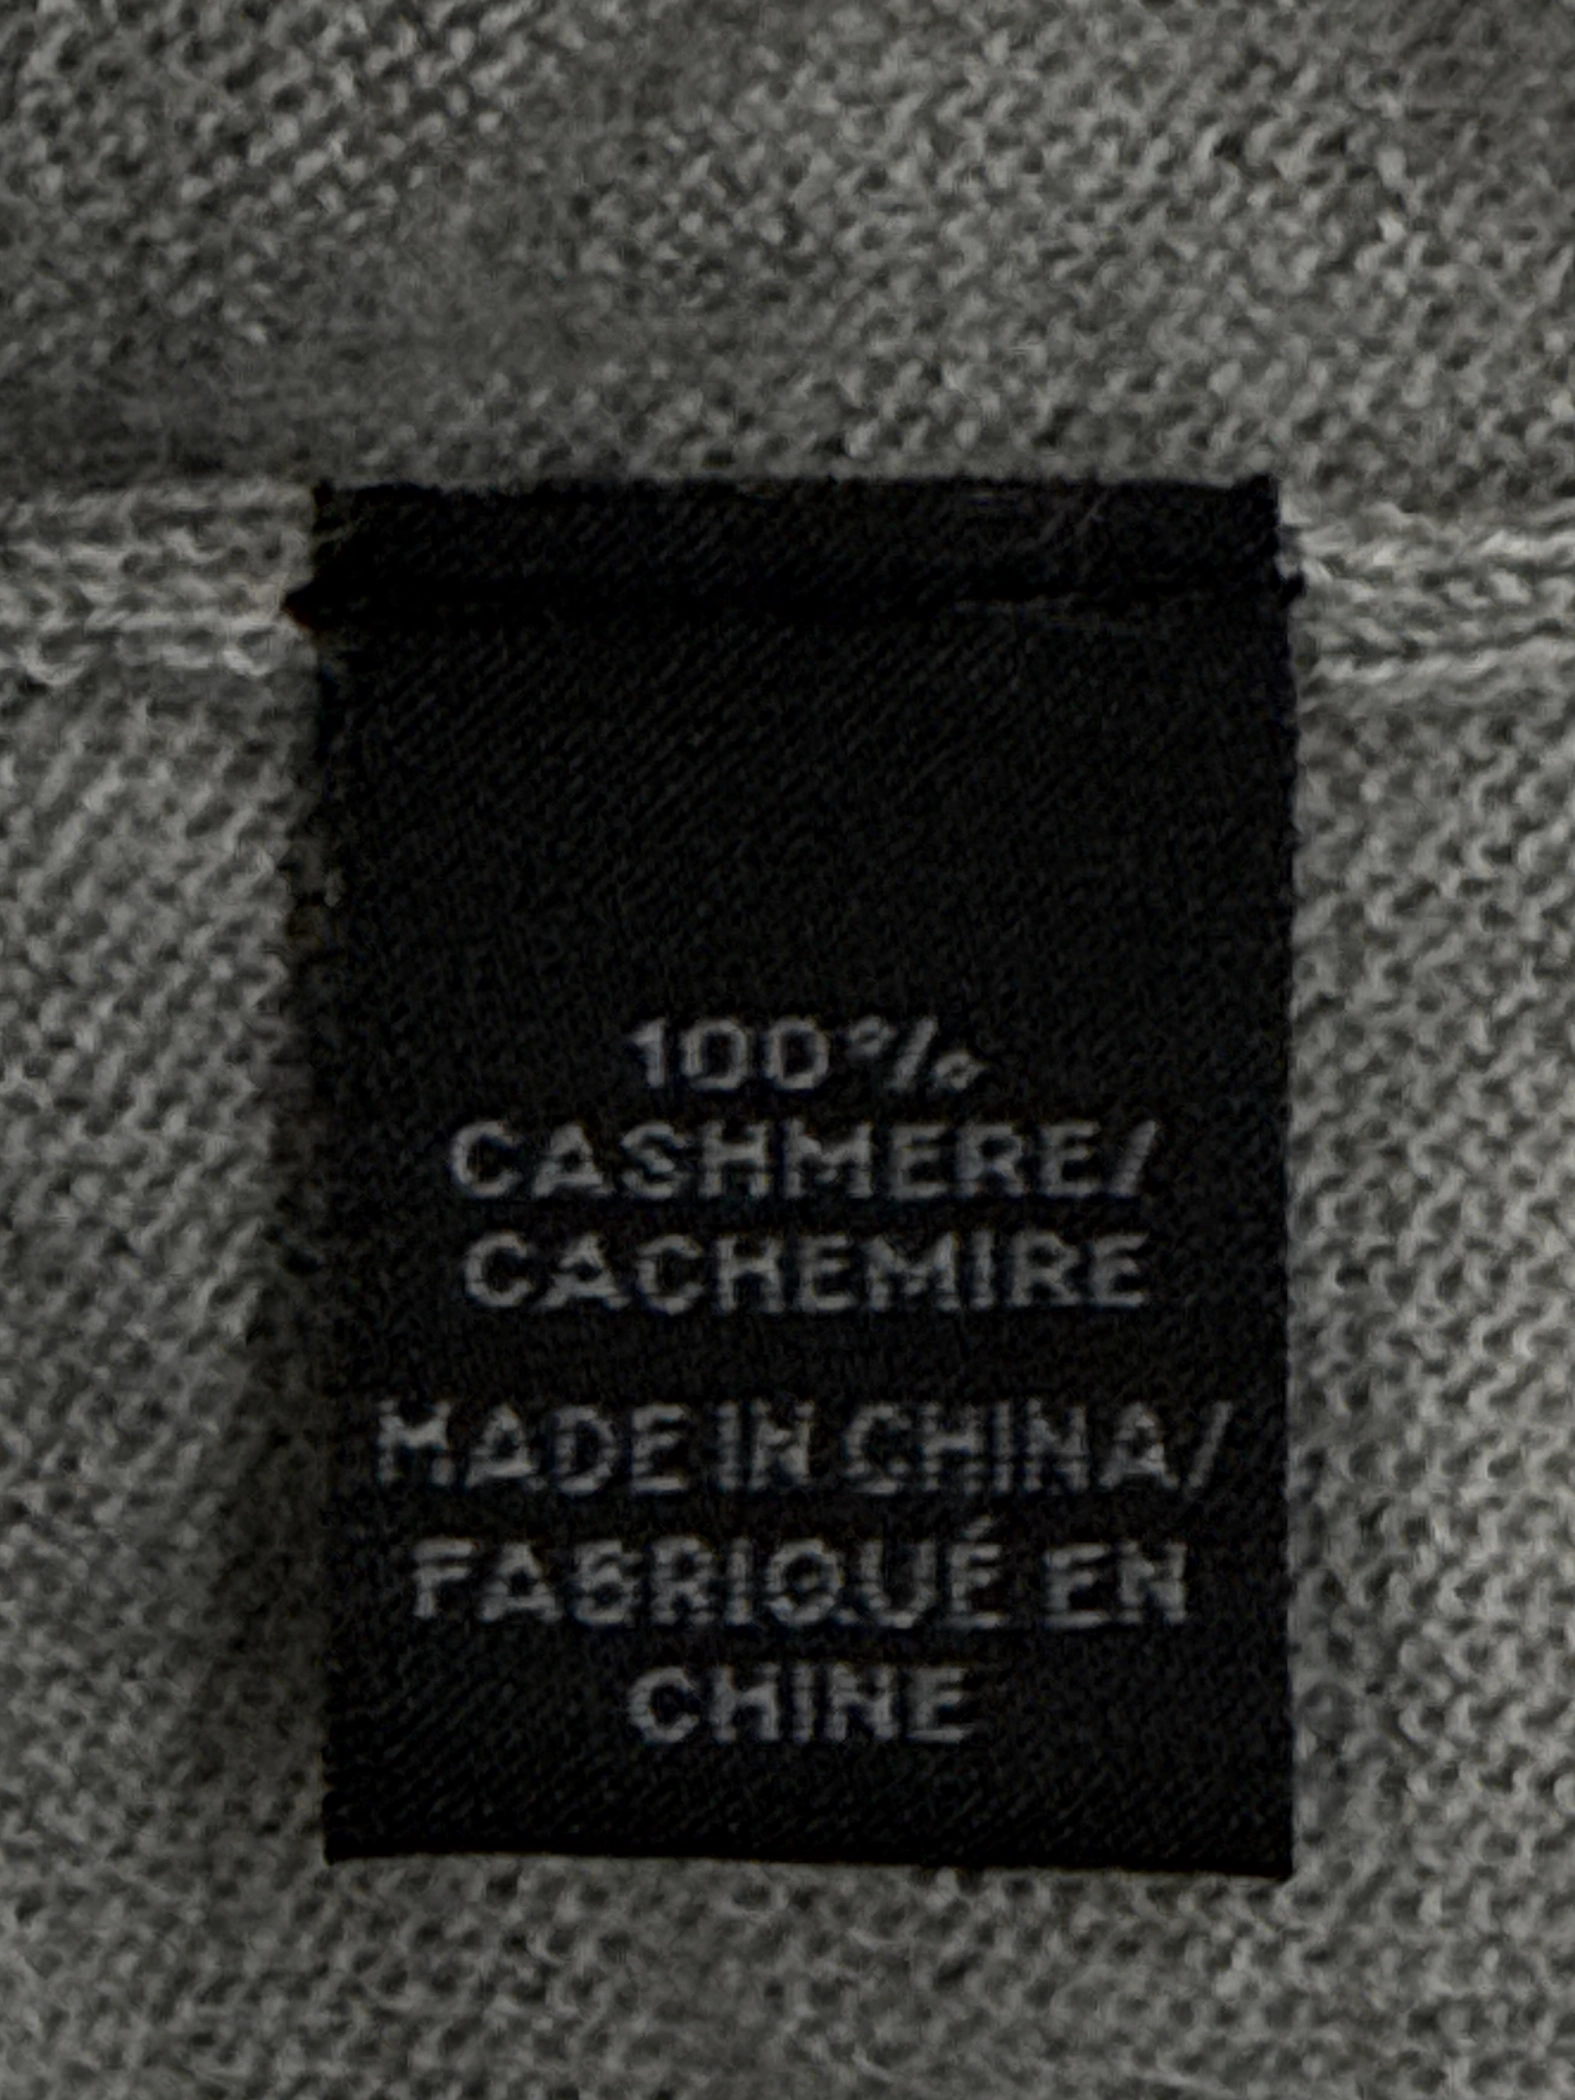 100%
CASHMERE/
CACHEMIRE
MADE IN CHINA/
FABRIQUÉ EN
CHINE